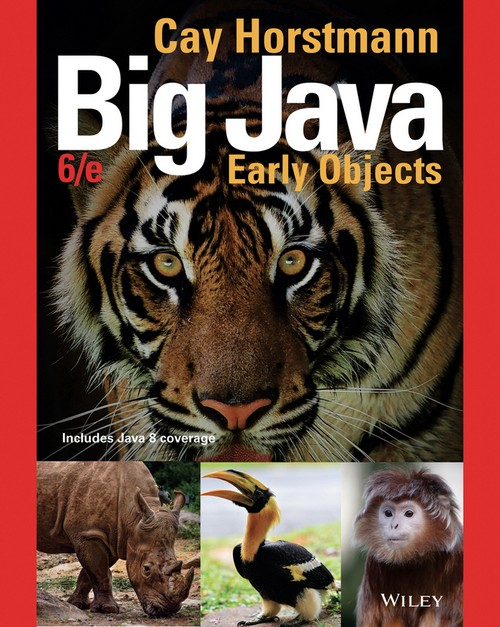 Cay Horstmann
Big Java
6/e Early Objects
Includes Java 8 coverage
WILEY